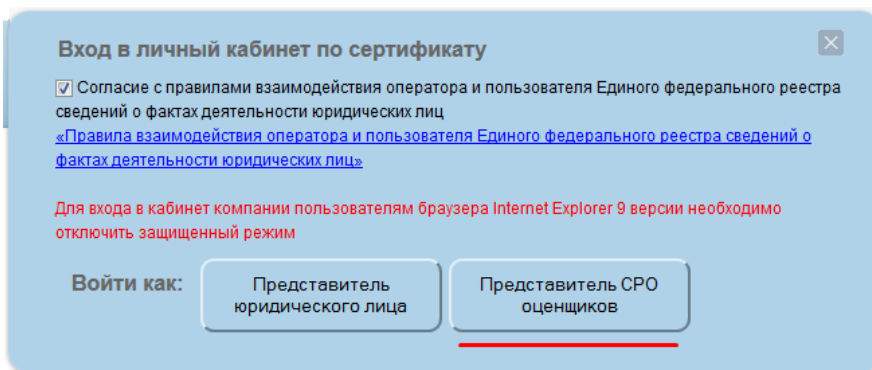 Вход в личный кабинет по сертификату
Согласие с правилами взаимодействия оператора и пользователя Единого федерального реестра
сведений о фактах деятельности юридических лиц
«Правила взаимодействия оператора и пользователя Единого федерального реестра сведений о
фактах деятельности юридических лиц»
Для входа в кабинет компании пользователям браузера Internet Explorer 9 версии необходимо
отключить защищенный режим
Войти как:
Представитель
юридического лица
Представитель СРО
оценщиков